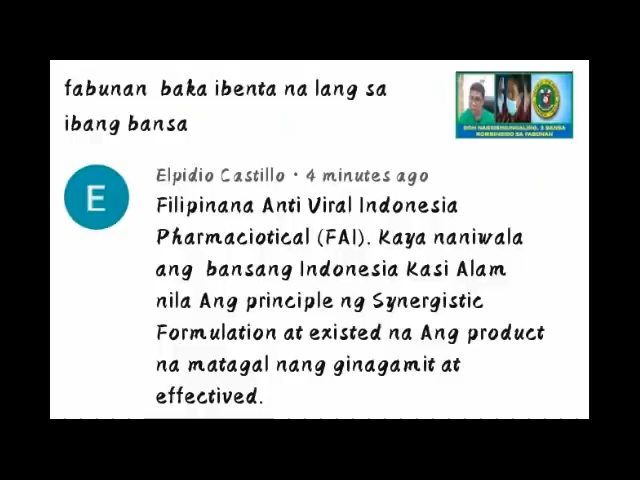 fabunan baka ibenta na lang sa
ibang bansa
E
Elpidio Castillo • 4 minutes ago
Filipinana Anti Viral Indonesia
Pharmaciotical (FAI). Kaya naniwala
ang bansang Indonesia Kasi Alam
nila Ang principle ng Synergistic
Formulation at existed na Ang product
na matagal nang ginagamit at
effectived.